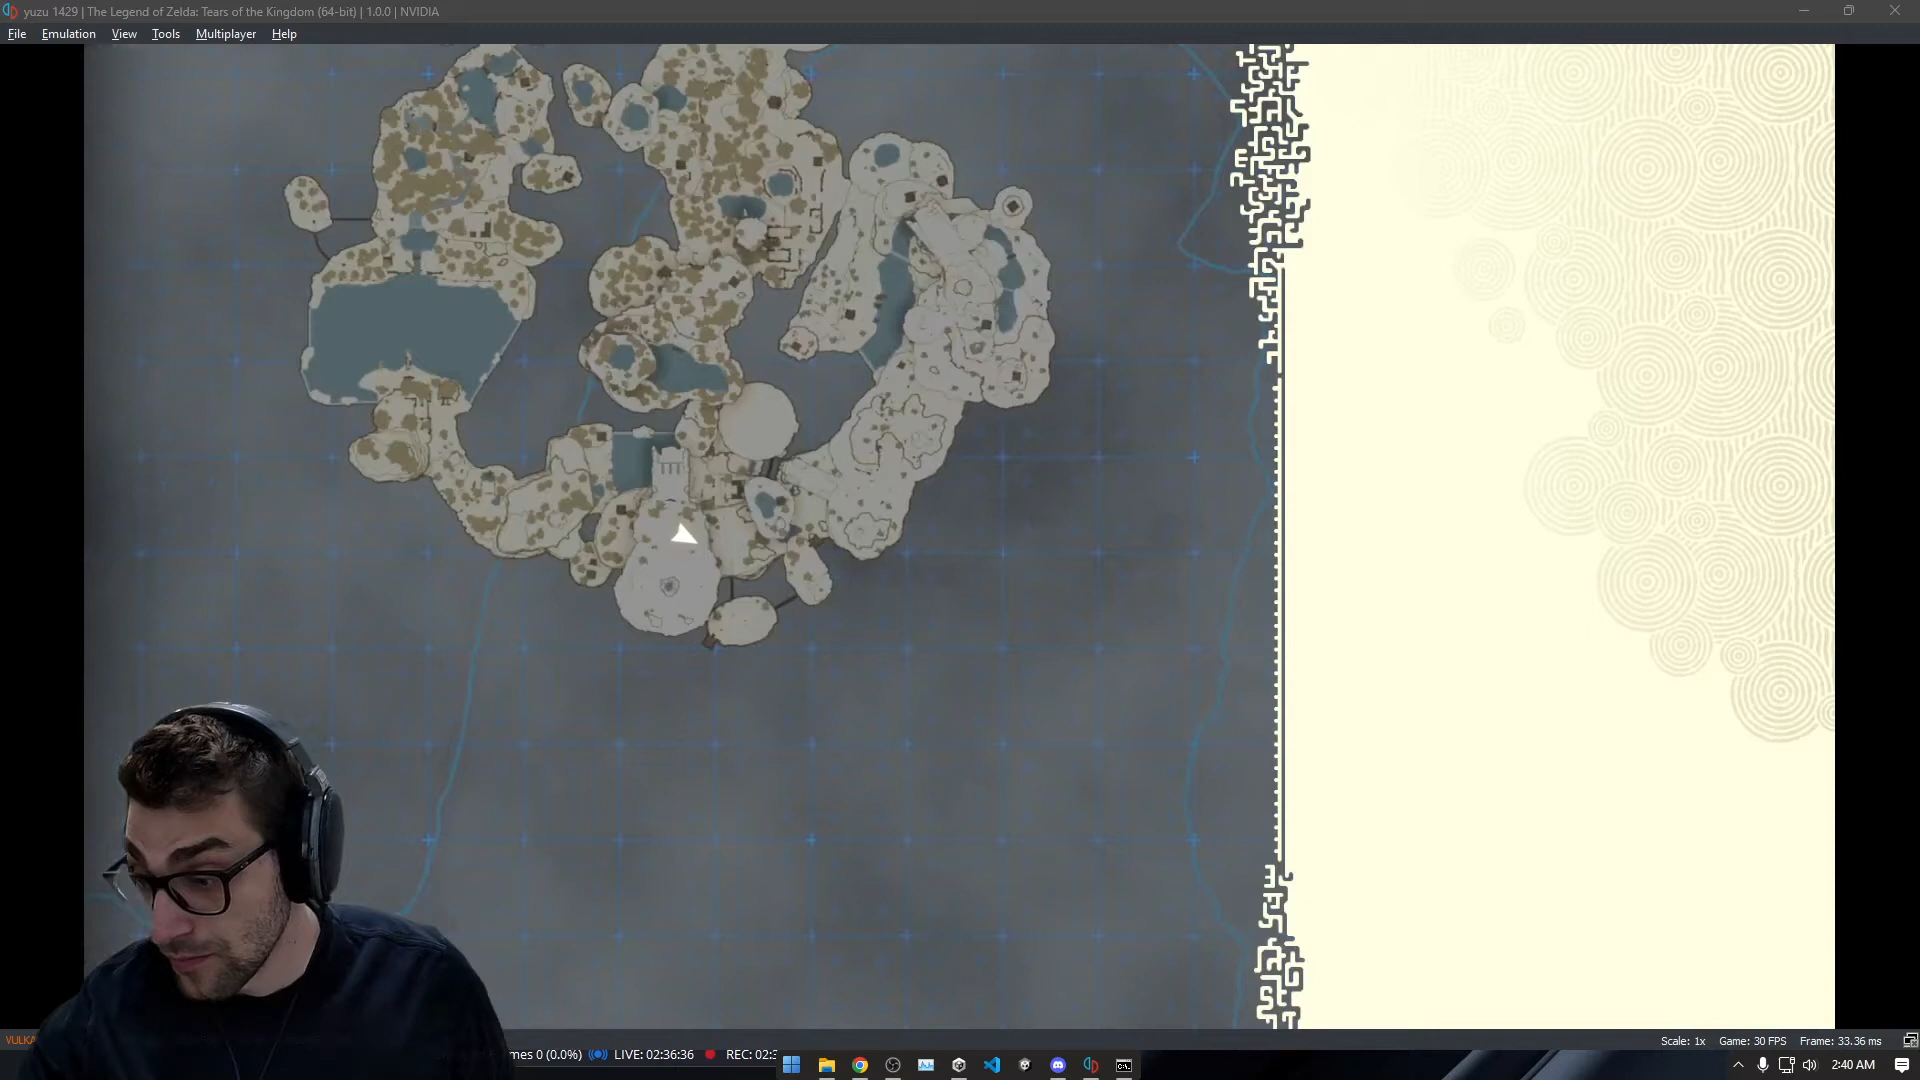 yuzu 1429 | The Legend of Zelda: Tears of the Kingdom (64-bit) | 1.0.0 | NVIDIA
File Emulation View Tools Multiplayer Help
VULKA
Scale: 1x Game: 30 FPS Frame: 33.36 ms
mes 0 (0.0%) LIVE: 02:36:36 REC: 02:3
2:40 AM